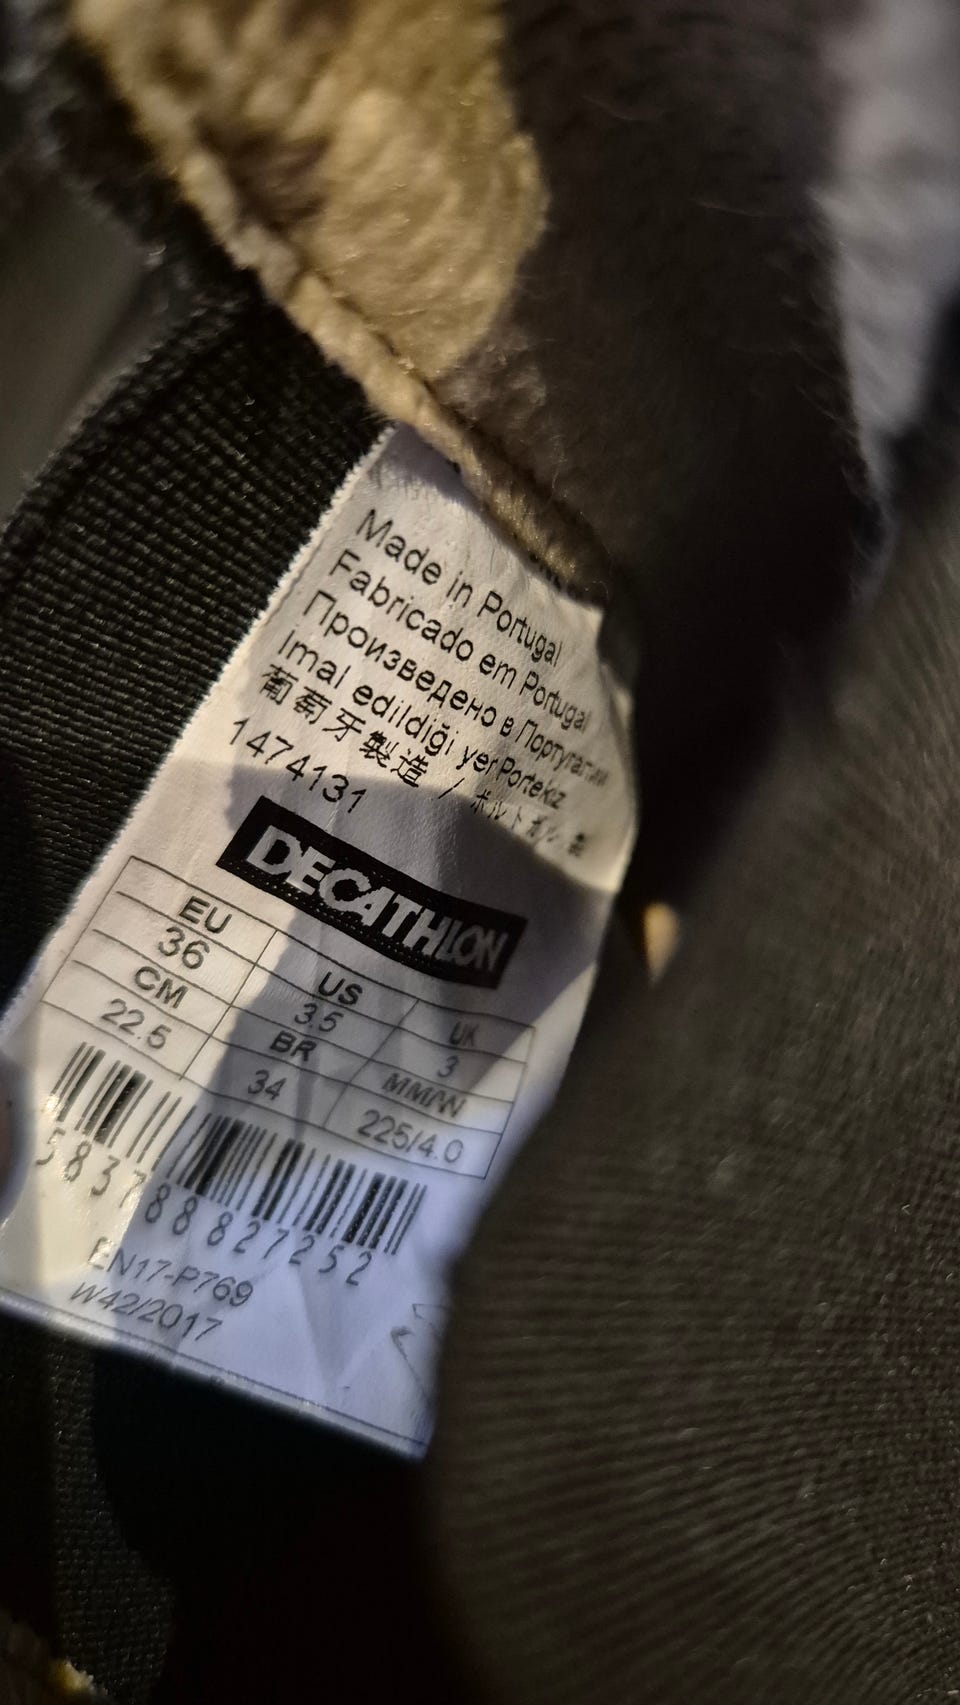 Made in Portugal
Fabricado em Portugal
Произведено в Португалии
Imal edildiği yer Portekiz
葡萄牙製造 / ポルトガル製
1474131
DECATHLON
EU US UK
36 3.5 3
CM BR MM/W
22.5 34 225/4.0
5837888827252
EN17-P769
W42/2017